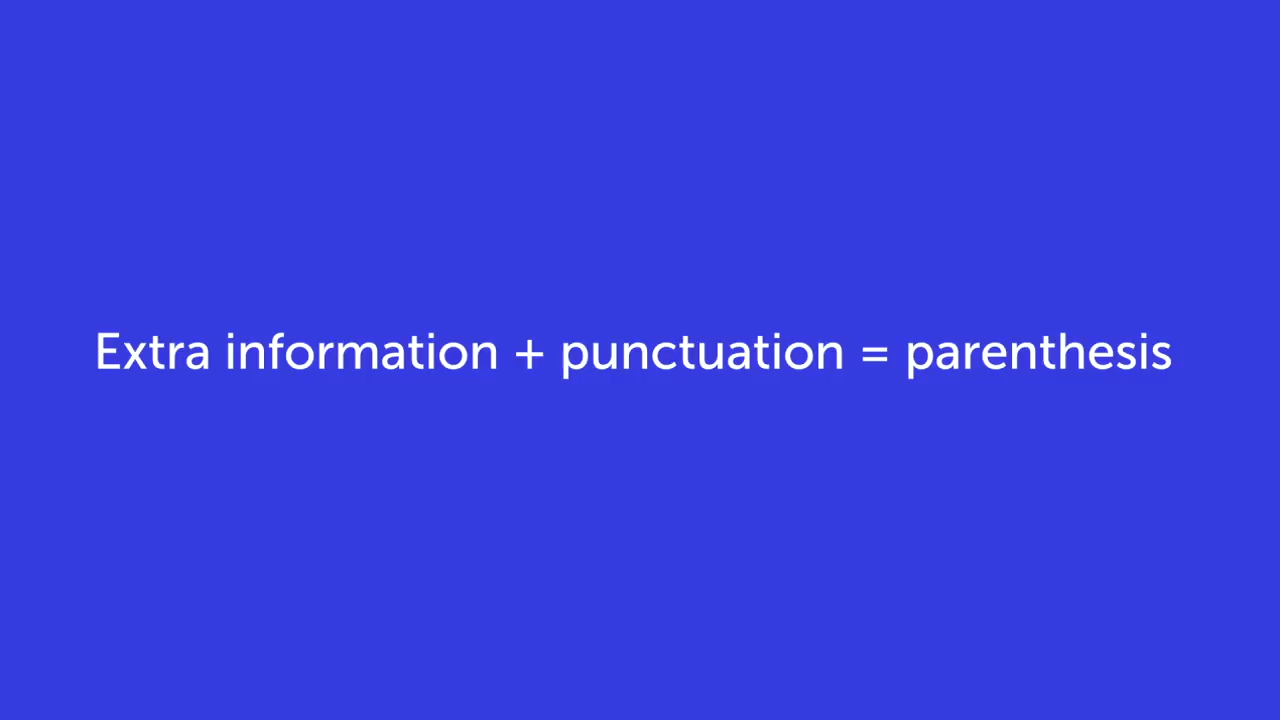 Extra information + punctuation = parenthesis